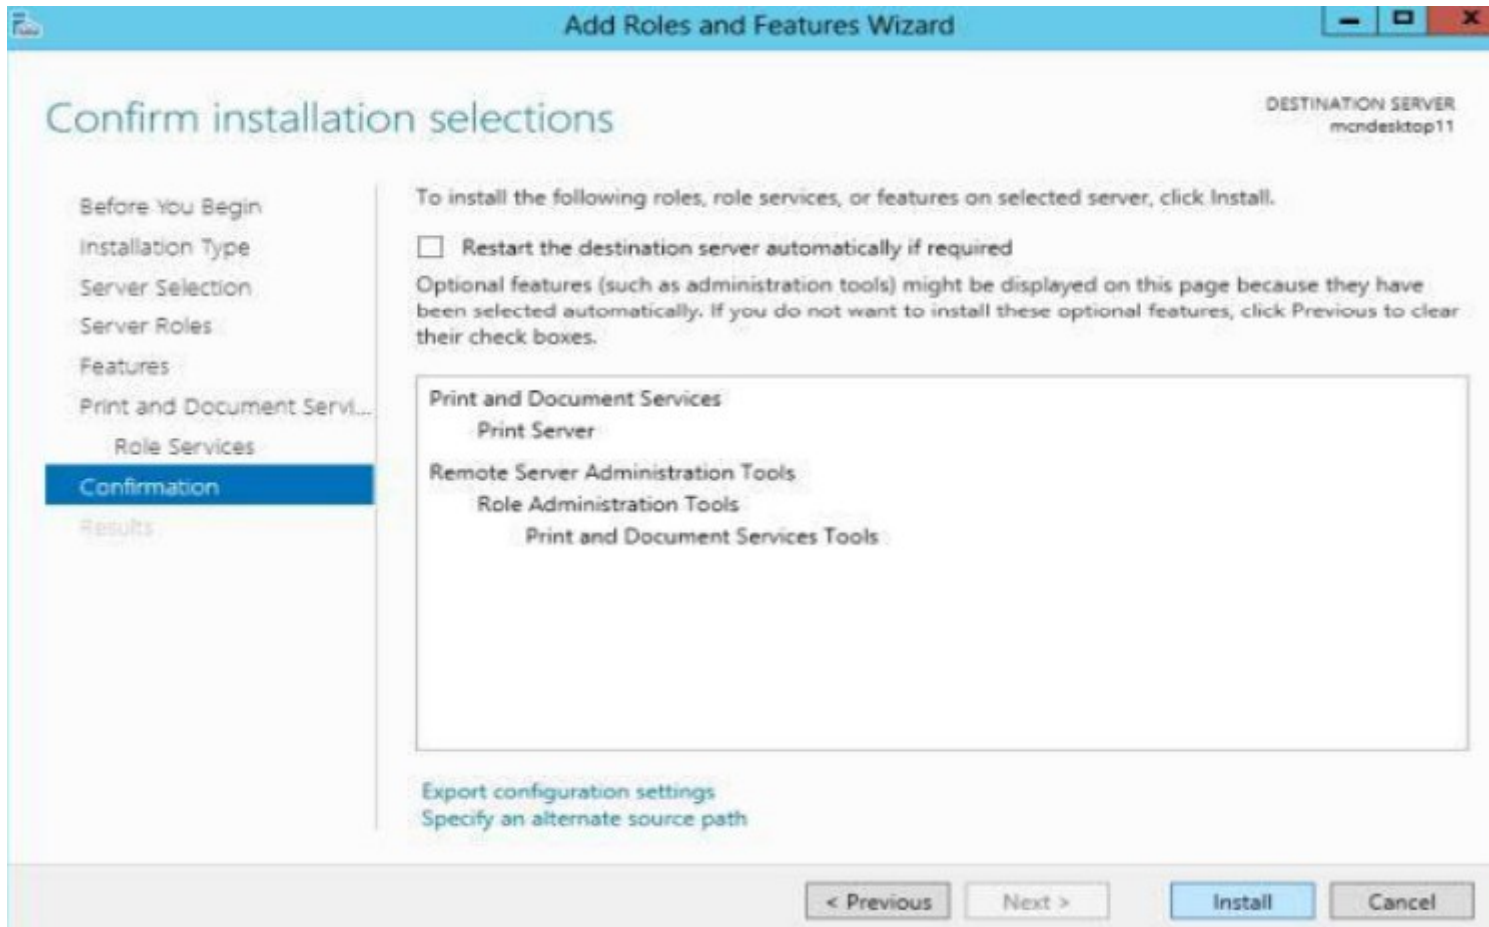 Add Roles and Features Wizard
Confirm installation selections
DESTINATION SERVER
mcndesktop11
Before You Begin
Installation Type
Server Selection
Server Roles
Features
Print and Document Servi...
Role Services
Confirmation
Results
To install the following roles, role services, or features on selected server, click Install.
Restart the destination server automatically if required
Optional features (such as administration tools) might be displayed on this page because they have
been selected automatically. If you do not want to install these optional features, click Previous to clear
their check boxes.
Print and Document Services
Print Server
Remote Server Administration Tools
Role Administration Tools
Print and Document Services Tools
Export configuration settings
Specify an alternate source path
< Previous
Next >
Install
Cancel